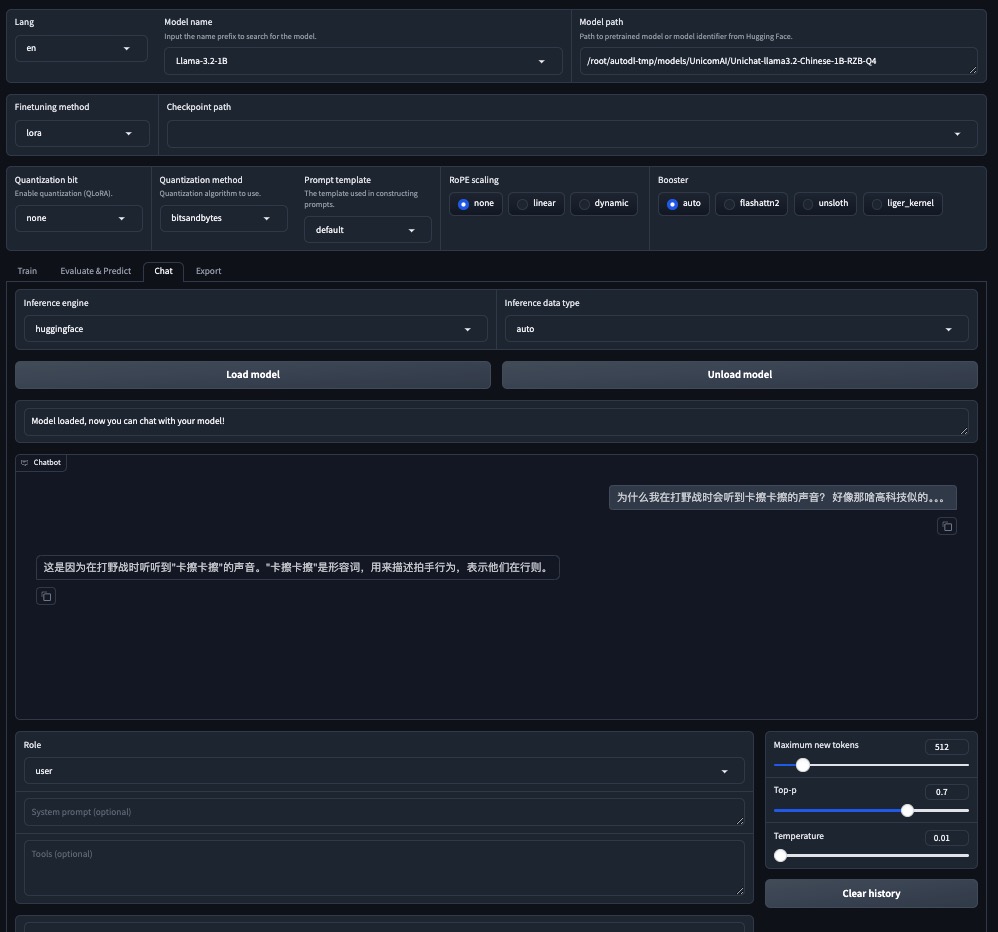 Lang
en
Model name
Input the name prefix to search for the model.
Llama-3.2-1B
Model path
Path to pretrained model or model identifier from Hugging Face.
/root/autodl-tmp/models/UnicomAI/Unichat-llama3.2-Chinese-1B-RZB-Q4
Finetuning method
lora
Checkpoint path
Quantization bit
Enable quantization (QLoRA).
none
Quantization method
Quantization algorithm to use.
bitsandbytes
Prompt template
The template used in constructing
prompts.
default
RoPE scaling
none linear dynamic
Booster
auto flashattn2 unsloth liger_kernel
Train Evaluate & Predict Chat Export
Inference engine
huggingface
Inference data type
auto
Load model
Unload model
Model loaded, now you can chat with your model!
Chatbot
为什么我在打野战时会听到卡擦卡擦的声音？ 好像那啥高科技似的。。。
这是因为在打野战时听听到"卡擦卡擦"的声音。"卡擦卡擦"是形容词，用来描述拍手行为，表示他们在行则。
Role
user
System prompt (optional)
Tools (optional)
Maximum new tokens
512
Top-p
0.7
Temperature
0.01
Clear history